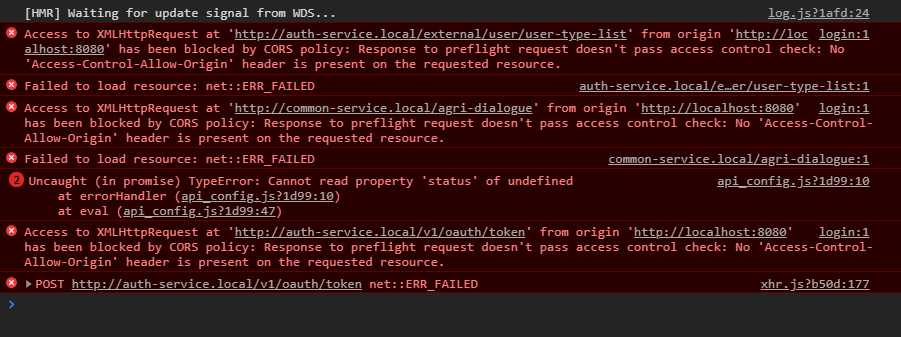 [HMR] Waiting for update signal from WDS... log.js?1afd:24
Access to XMLHttpRequest at 'http://auth-service.local/external/user/user-type-list' from origin 'http://loc login:1
alhost:8080' has been blocked by CORS policy: Response to preflight request doesn't pass access control check: No
'Access-Control-Allow-Origin' header is present on the requested resource.
Failed to load resource: net::ERR_FAILED auth-service.local/e…er/user-type-list:1
Access to XMLHttpRequest at 'http://common-service.local/agri-dialogue' from origin 'http://localhost:8080' login:1
has been blocked by CORS policy: Response to preflight request doesn't pass access control check: No 'Access-Control-
Allow-Origin' header is present on the requested resource.
Failed to load resource: net::ERR_FAILED common-service.local/agri-dialogue:1
2 Uncaught (in promise) TypeError: Cannot read property 'status' of undefined api_config.js?1d99:10
at errorHandler (api_config.js?1d99:10)
at eval (api_config.js?1d99:47)
Access to XMLHttpRequest at 'http://auth-service.local/v1/oauth/token' from origin 'http://localhost:8080' login:1
has been blocked by CORS policy: Response to preflight request doesn't pass access control check: No 'Access-Control-
Allow-Origin' header is present on the requested resource.
POST http://auth-service.local/v1/oauth/token net::ERR_FAILED xhr.js?b50d:177